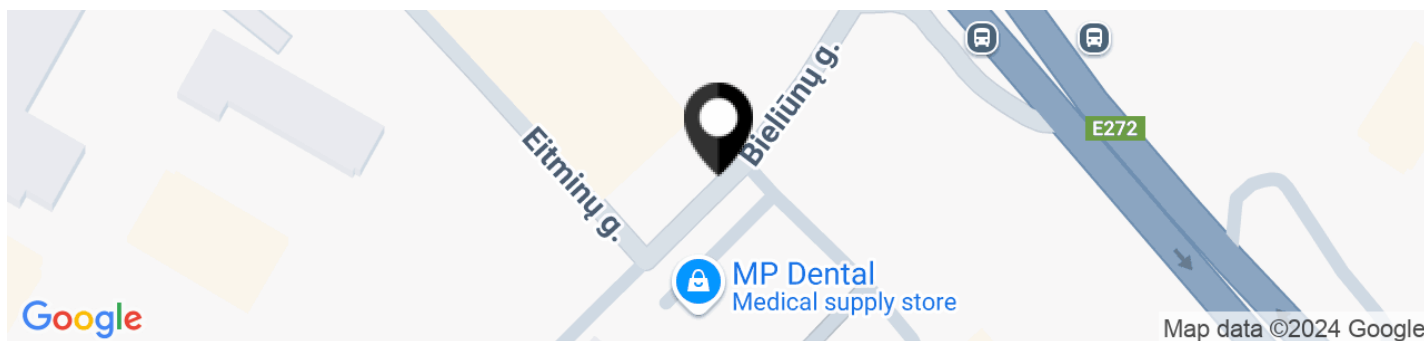 Bieliūnų g.
E272
Eitminų g.
MP Dental
Medical supply store
Google
Map data ©2024 Google